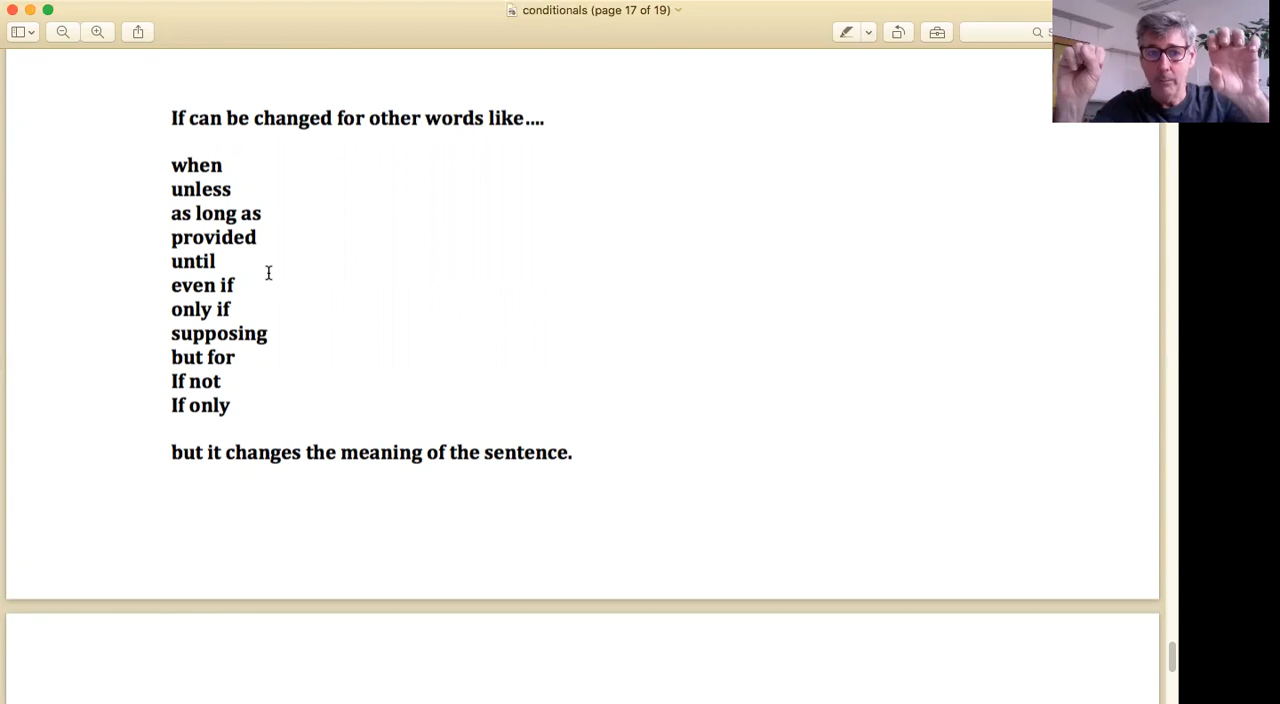 conditionals (page 17 of 19)
If can be changed for other words like....
when
unless
as long as
provided
until
even if
only if
supposing
but for
If not
If only
but it changes the meaning of the sentence.